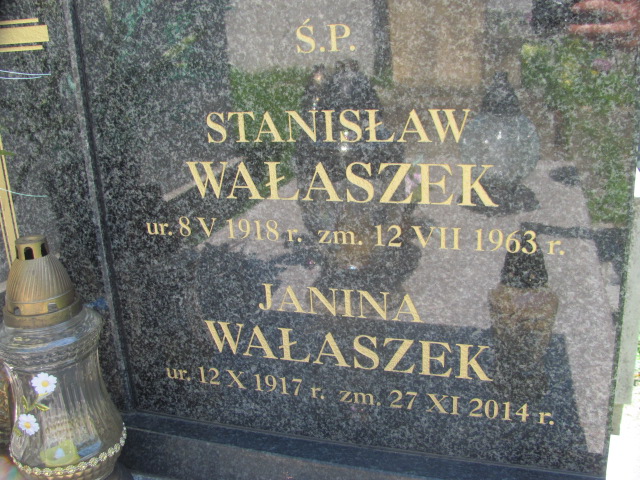 Ś.P.
STANISŁAW
WAŁASZEK
ur. 8 V 1918 r. zm. 12 VII 1963 r.
JANINA
WAŁASZEK
ur. 12 X 1917 r. zm. 27 XI 2014 r.